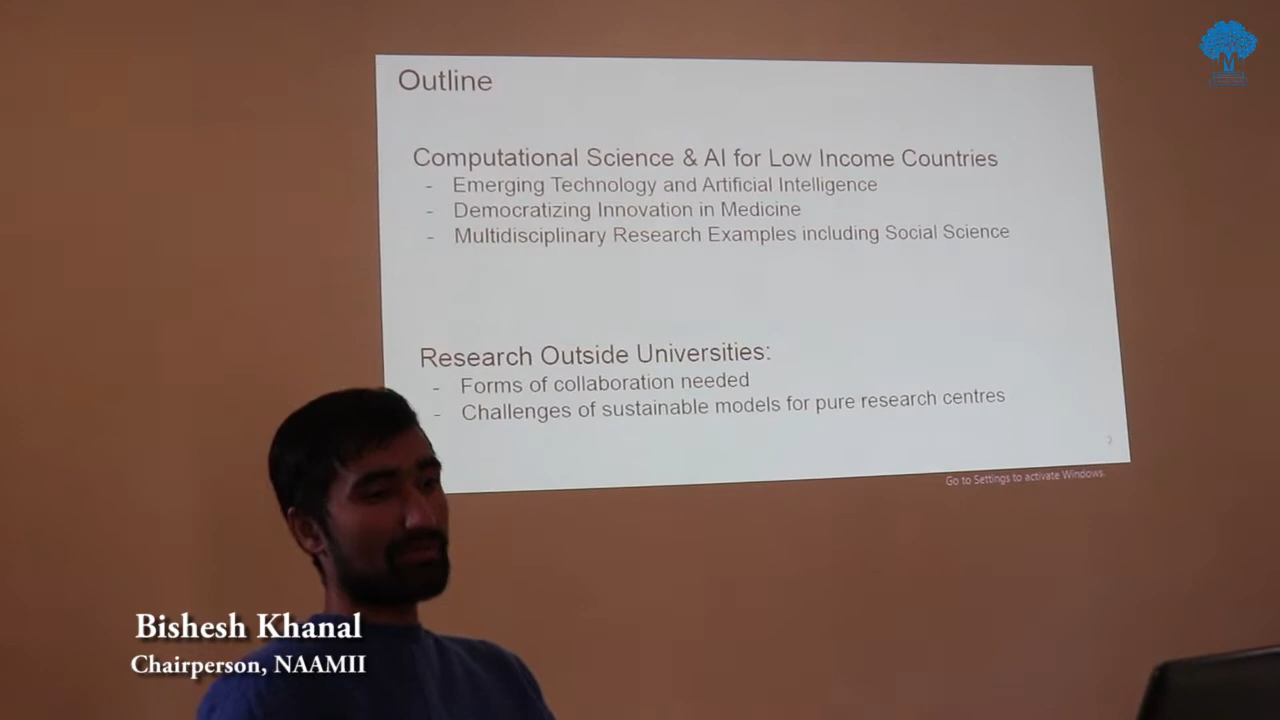 Outline
Computational Science & AI for Low Income Countries
- Emerging Technology and Artificial Intelligence
- Democratizing Innovation in Medicine
- Multidisciplinary Research Examples including Social Science
Research Outside Universities:
- Forms of collaboration needed
- Challenges of sustainable models for pure research centres
Go to Settings to activate Windows.
Bishesh Khanal
Chairperson, NAAMII